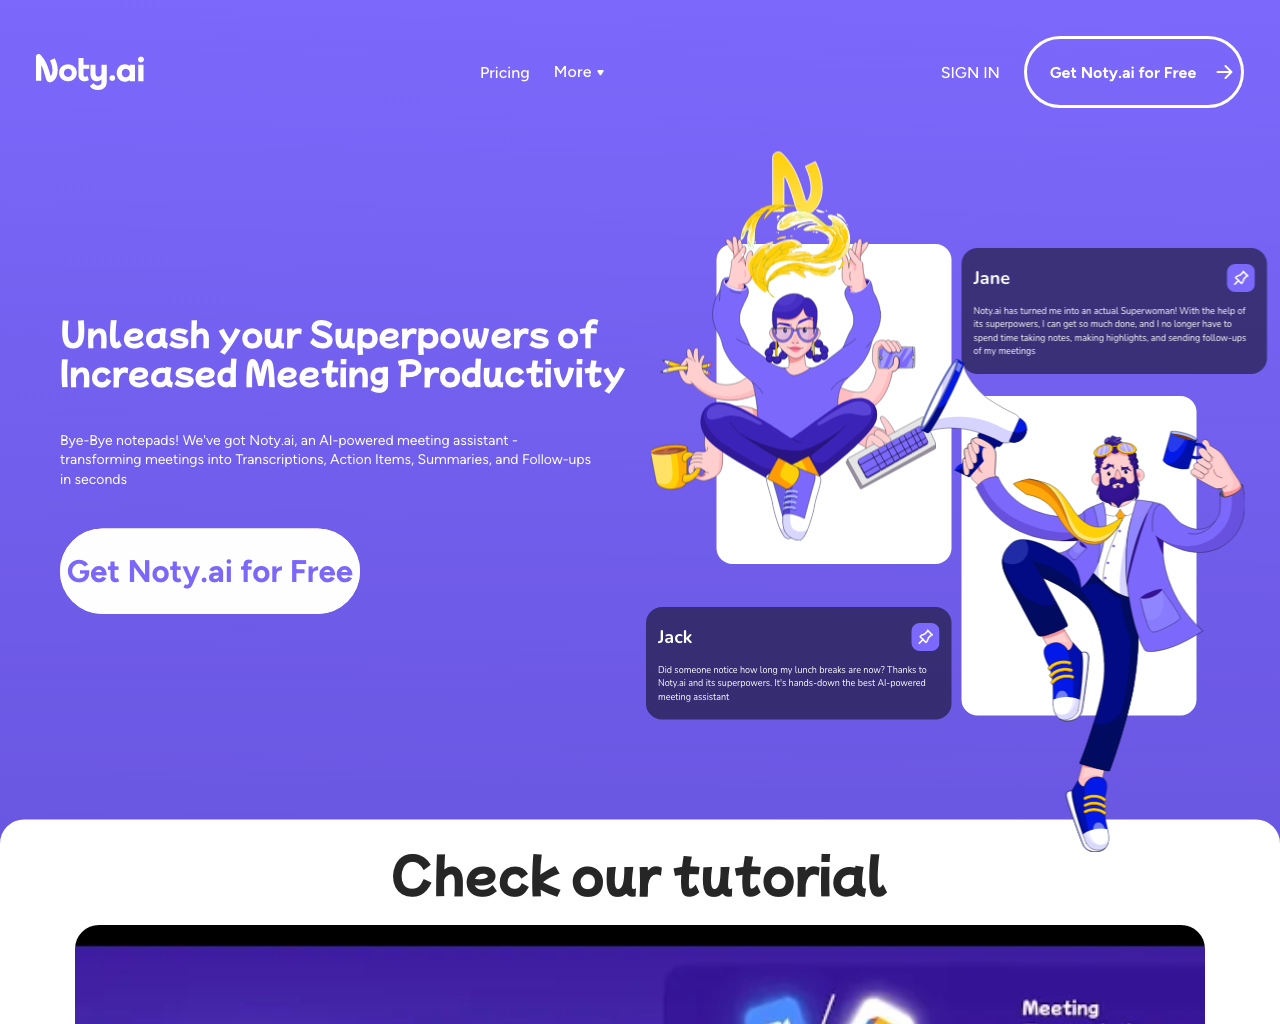 Noty.ai
Pricing
More
SIGN IN
Get Noty.ai for Free
N
Unleash your Superpowers of
Increased Meeting Productivity
Bye-Bye notepads! We've got Noty.ai, an AI-powered meeting assistant -
transforming meetings into Transcriptions, Action Items, Summaries, and Follow-ups
in seconds
Get Noty.ai for Free
Jane
Noty.ai has turned me into an actual Superwoman! With the help of
its superpowers, I can get so much done, and I no longer have to
spend time taking notes, making highlights, and sending follow-ups
of my meetings
Jack
Did someone notice how long my lunch breaks are now? Thanks to
Noty.ai and its superpowers. It's hands-down the best AI-powered
meeting assistant
Check our tutorial
Meeting